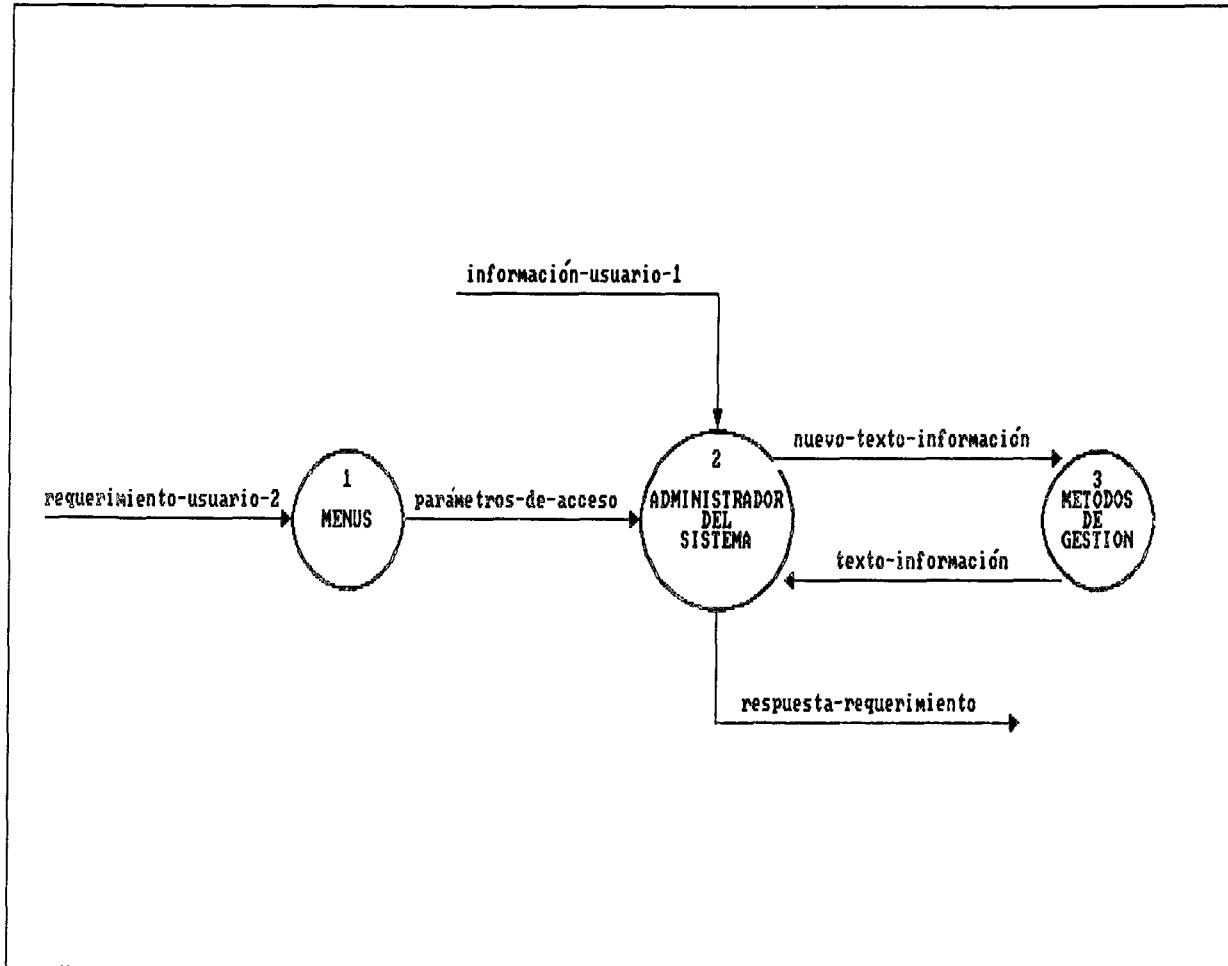 información-usuario-1
nuevo-texto-información
requerimiento-usuario-2
1
MENUS
parámetros-de-acceso
2
ADMINISTRADOR
DEL
SISTEMA
3
METODOS
DE
GESTION
texto-información
respuesta-requerimiento